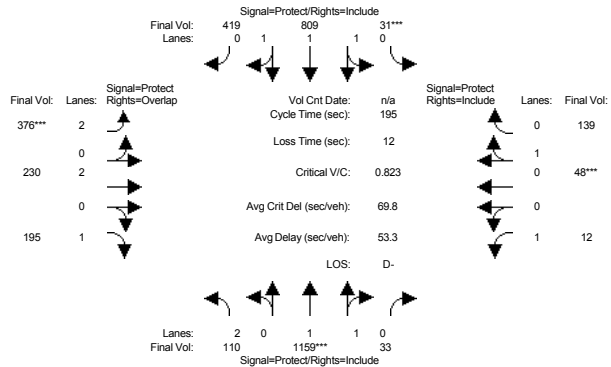 Signal=Protect/Rights=Include
Final Vol: 419 809 31***
Lanes: 0 1 1 1 0
Signal=Protect Signal=Protect
Final Vol: Lanes: Rights=Overlap Vol Cnt Date: n/a Rights=Include Lanes: Final Vol:
Cycle Time (sec): 195
376*** 2 0 139
Loss Time (sec): 12
0 1
230 2 Critical V/C: 0.823 0 48***
0 Avg Crit Del (sec/veh): 69.8 0
195 1 Avg Delay (sec/veh): 53.3 1 12
LOS: D-
Lanes: 2 0 1 1 0
Final Vol: 110 1159*** 33
Signal=Protect/Rights=Include